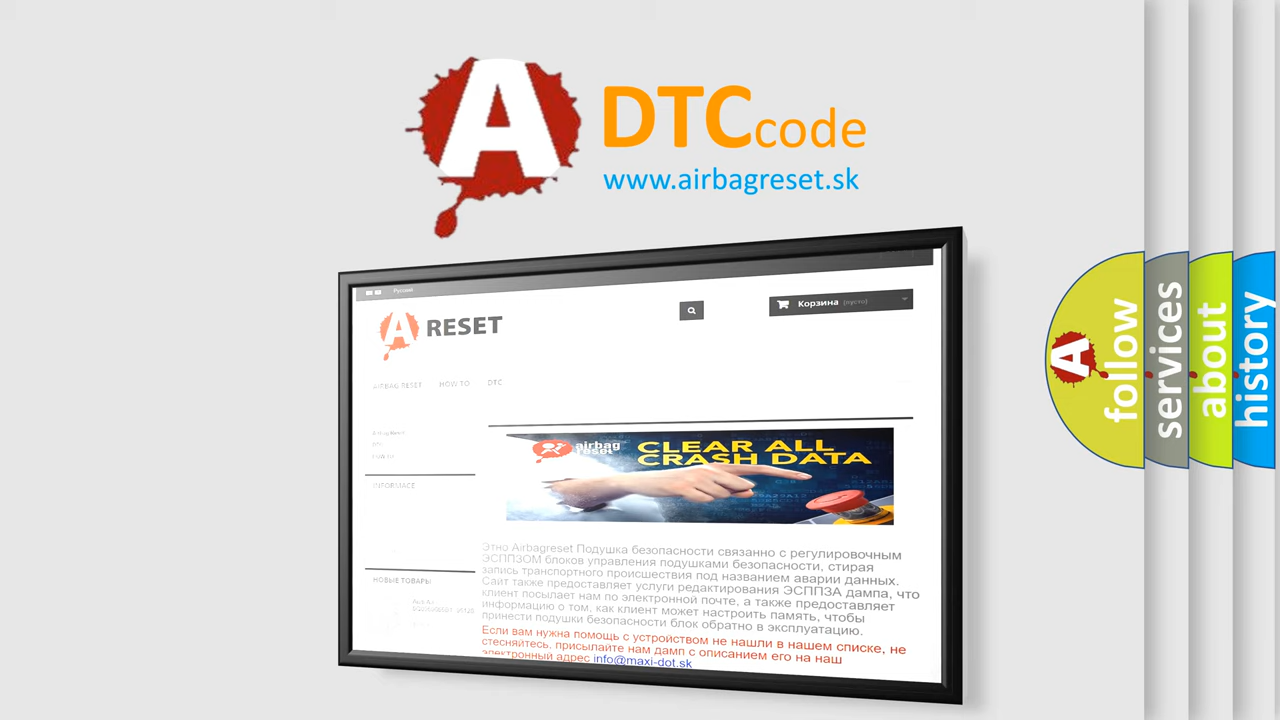 A DTCcode
www.airbagreset.sk
Русский
A RESET
Корзина (пусто)
AIRBAG RESET HOW TO DTC
Airbag Reset
DTC
INFORMACE
airbag reset
CLEAR ALL
CRASH DATA
НОВЫЕ ТОВАРЫ
Этно Airbagreset Подушка безопасности связанно с регулировочным
ЭСППЗОМ блоков управления подушками безопасности, стирая
запись транспортного происшествия под названием аварии данных.
Сайт также предоставляет услуги редактирования ЭСППЗА дампа, что
клиент посылает нам по электронной почте, а также предоставляет
информацию о том, как клиент может настроить память, чтобы
принести подушки безопасности блок обратно в эксплуатацию.
Если вам нужна помощь с устройством не нашли в нашем списке, не
стесняйтесь, присылайте нам дамп с описанием его на наш
электронный адрес info@maxi-dot.sk
A follow
services
about
history